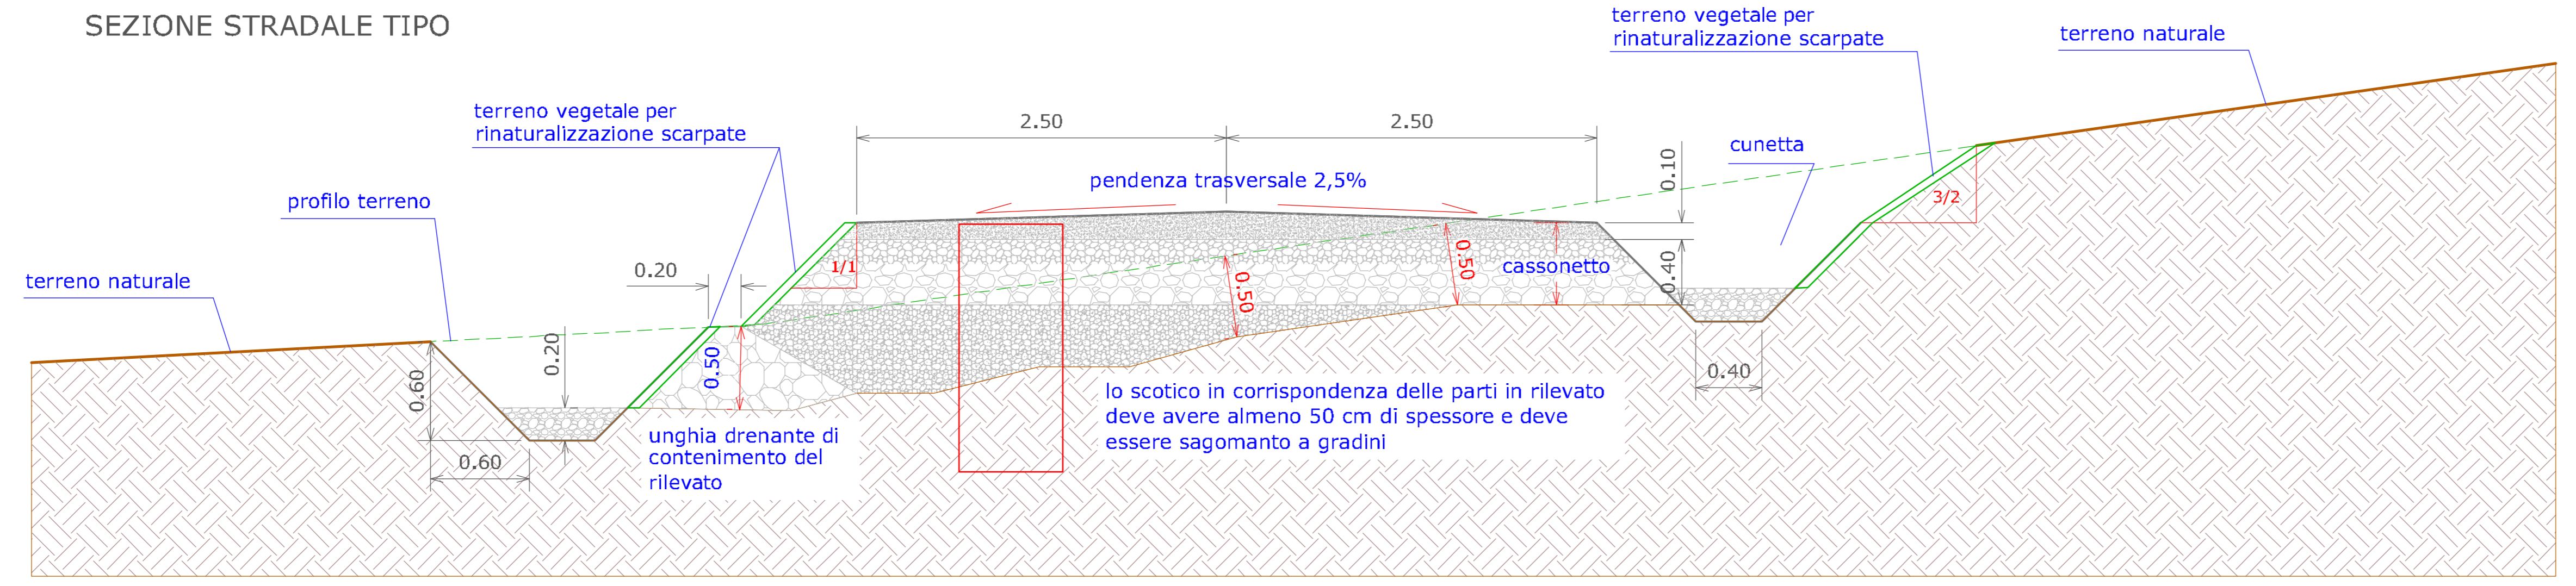 SEZIONE STRADALE TIPO
terreno vegetale per
rinaturalizzazione scarpate
terreno naturale
terreno vegetale per
rinaturalizzazione scarpate
2.50
2.50
cunetta
0.10
pendenza trasversale 2,5%
3/2
profilo terreno
terreno naturale
0.20
1/1
0.50
0.50
cassonetto
0.40
0.20
0.50
0.60
0.40
0.60
lo scotico in corrispondenza delle parti in rilevato
deve avere almeno 50 cm di spessore e deve
essere sagomanto a gradini
unghia drenante di
contenimento del
rilevato